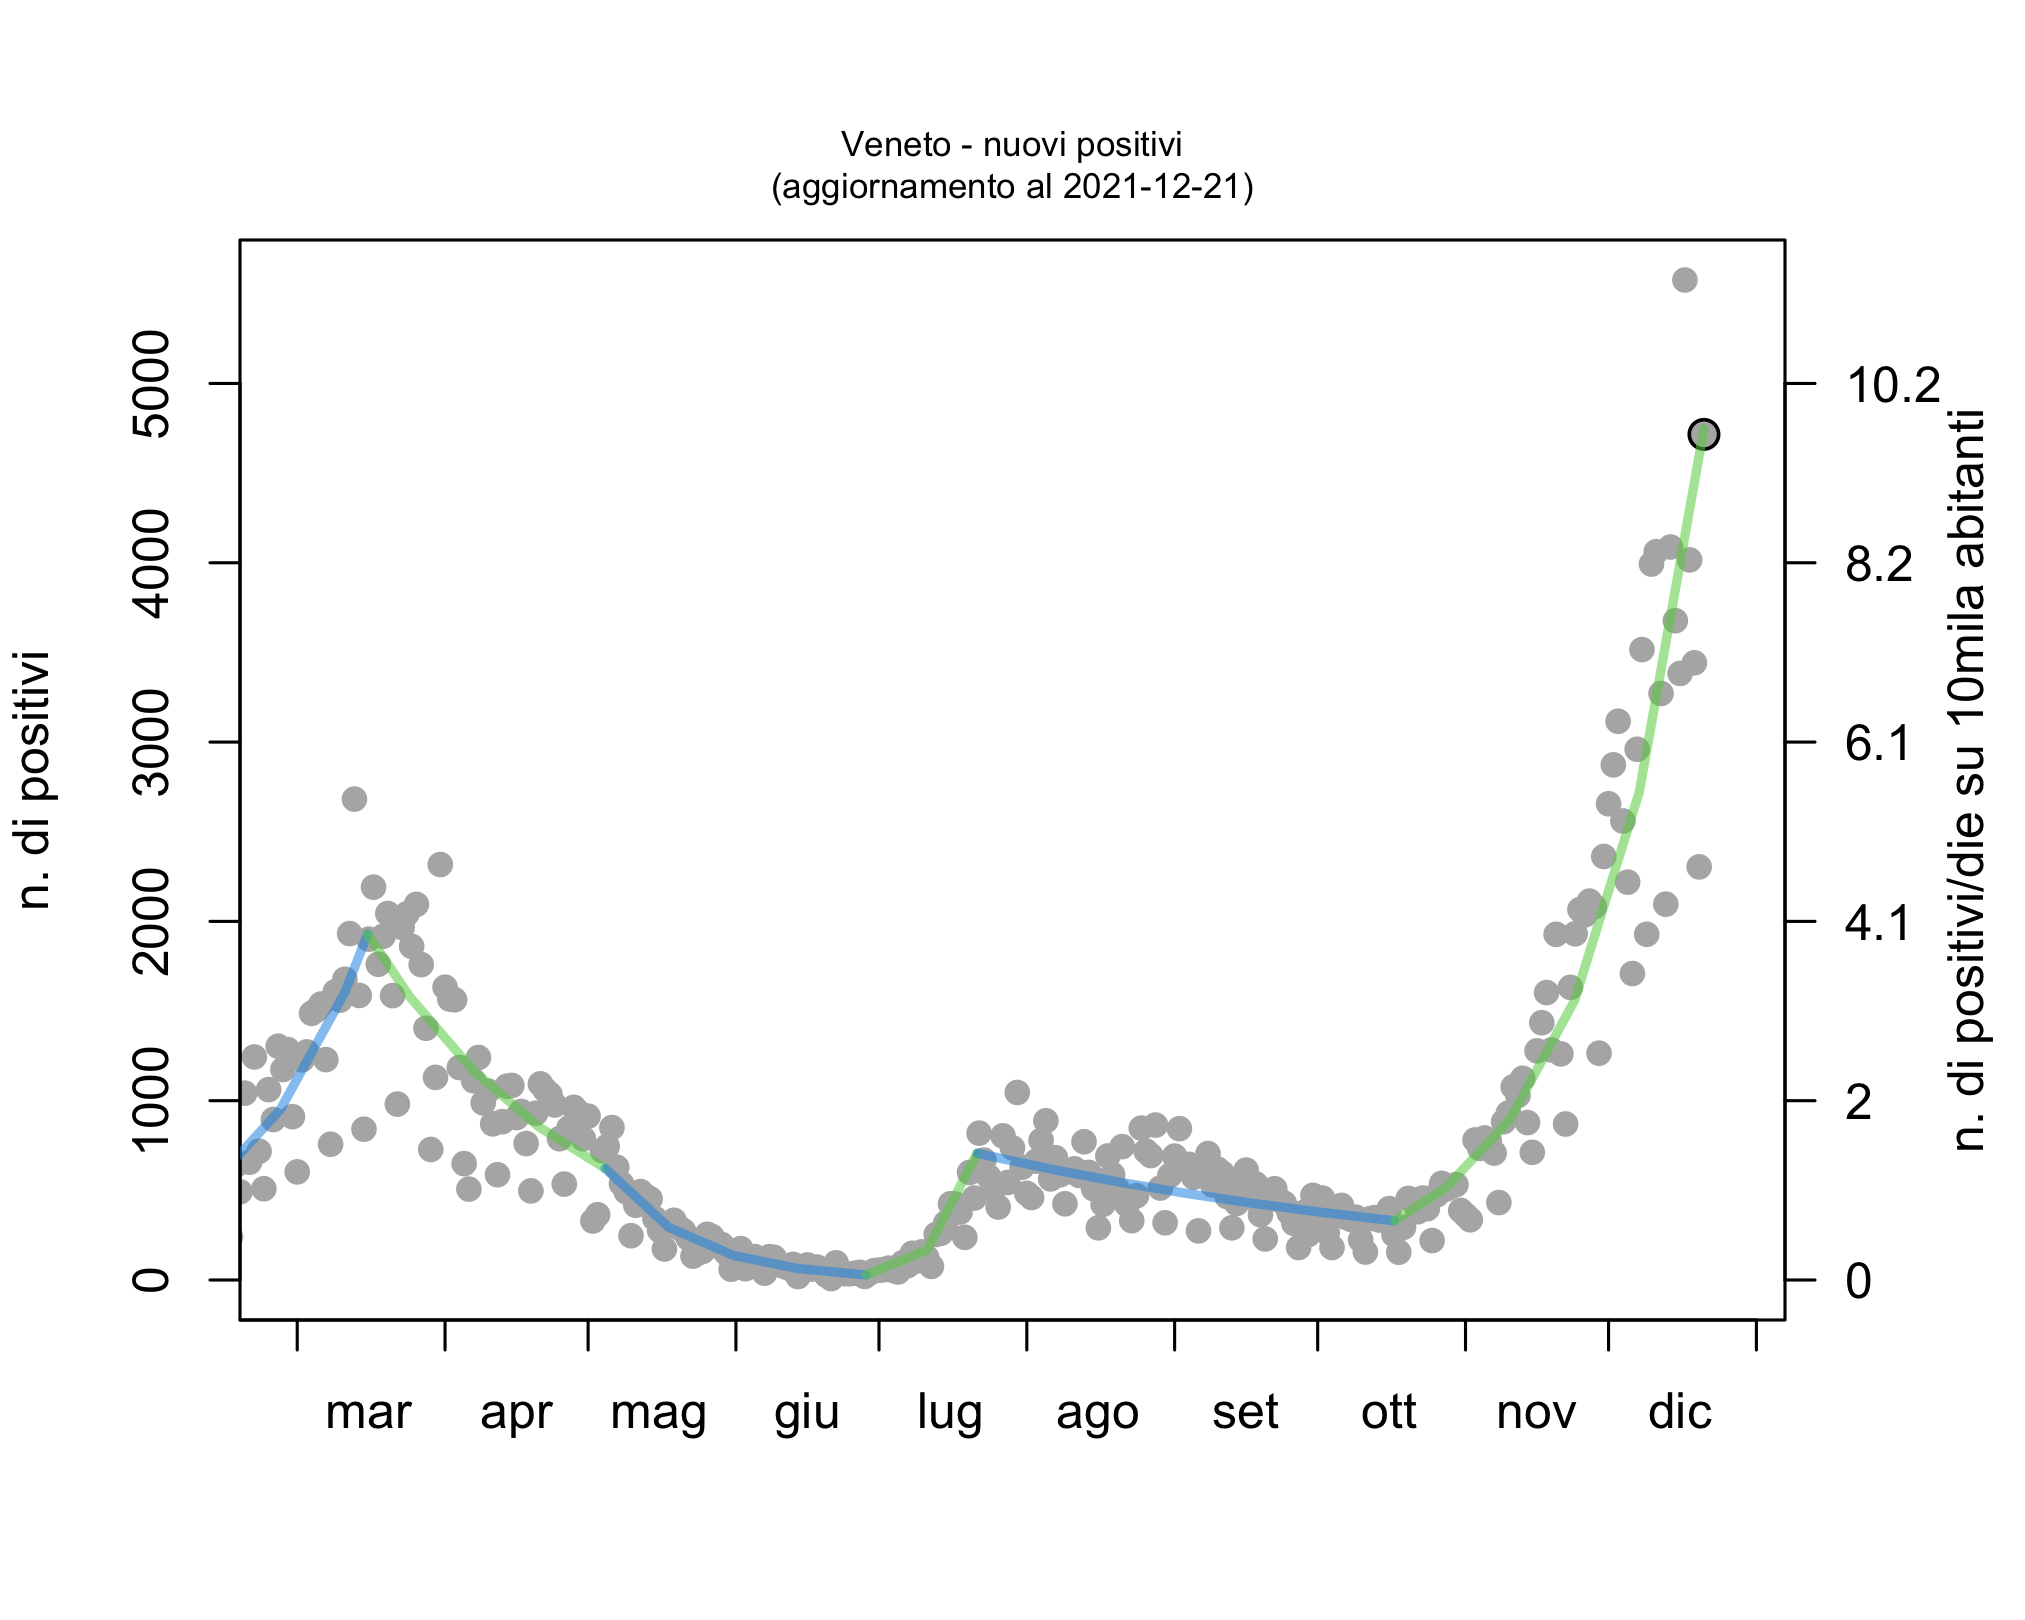 Veneto - nuovi positivi
(aggiornamento al 2021-12-21)
n. di positivi
5000
4000
3000
2000
1000
0
10.2
8.2
6.1
4.1
2
0
n. di positivi/die su 10mila abitanti
mar apr mag giu lug ago set ott nov dic